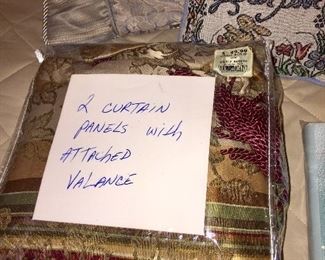 2 CURTAIN
PANELS with
ATTACHED
VALANCE